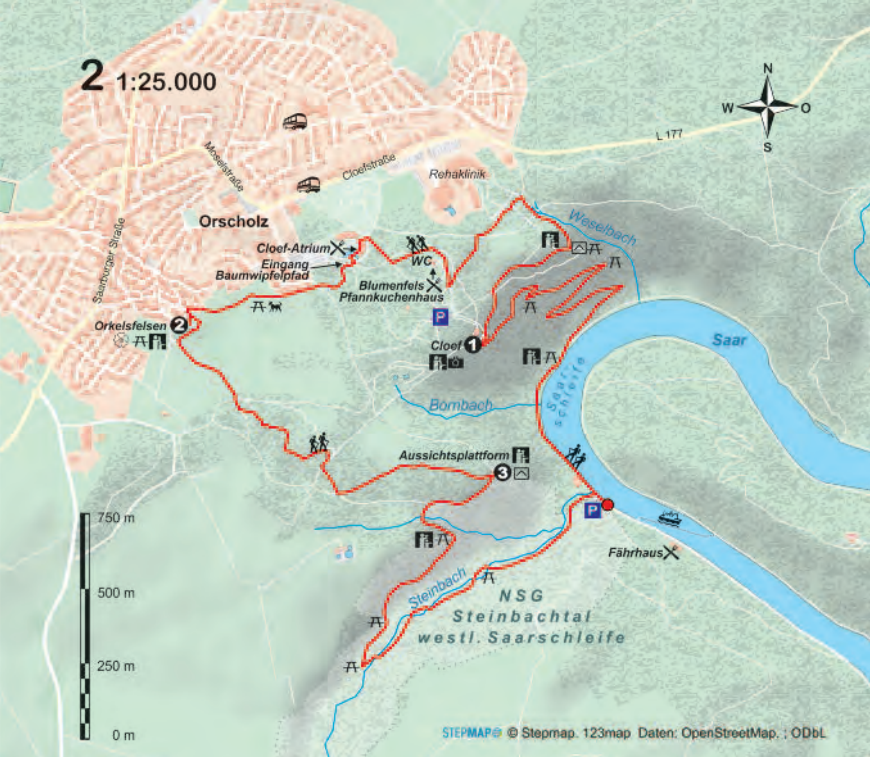 2 1:25.000
N
W O
S
L 177
Moselstraße
Cloefstraße
Rehaklinik
Orscholz
Weselbach
Saarburger Straße
Cloef-Atrium
Eingang
Baumwipfelpfad
WC
Blumenfels
Pfannkuchenhaus
P
Orkelsfelsen 2
Cloef 1
Saar
Saar-
schleife
Bornbach
Aussichtsplattform
3
P
Fährhaus
Steinbach
NSG
Steinbachtal
westl. Saarschleife
750 m
500 m
250 m
0 m
STEPMAP © Stepmap. 123map Daten: OpenStreetMap. ; ODbL